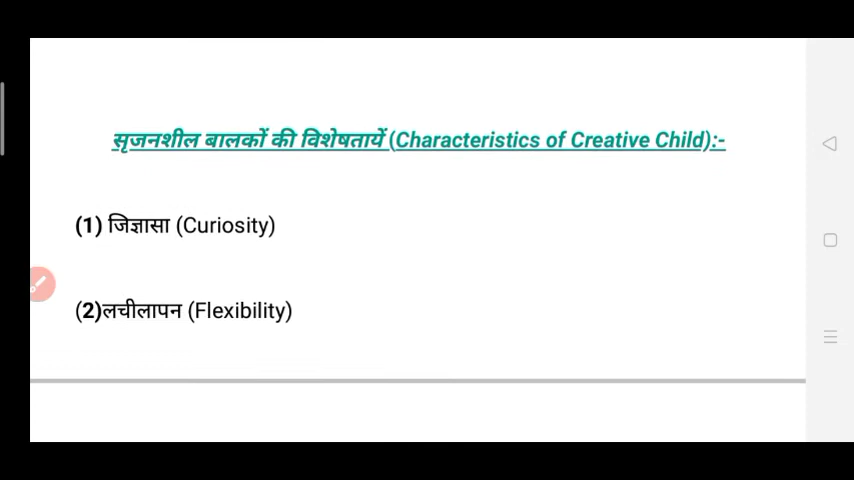 सृजनशील बालकों की विशेषतायें (Characteristics of Creative Child):-
(1) जिज्ञासा (Curiosity)
(2)लचीलापन (Flexibility)